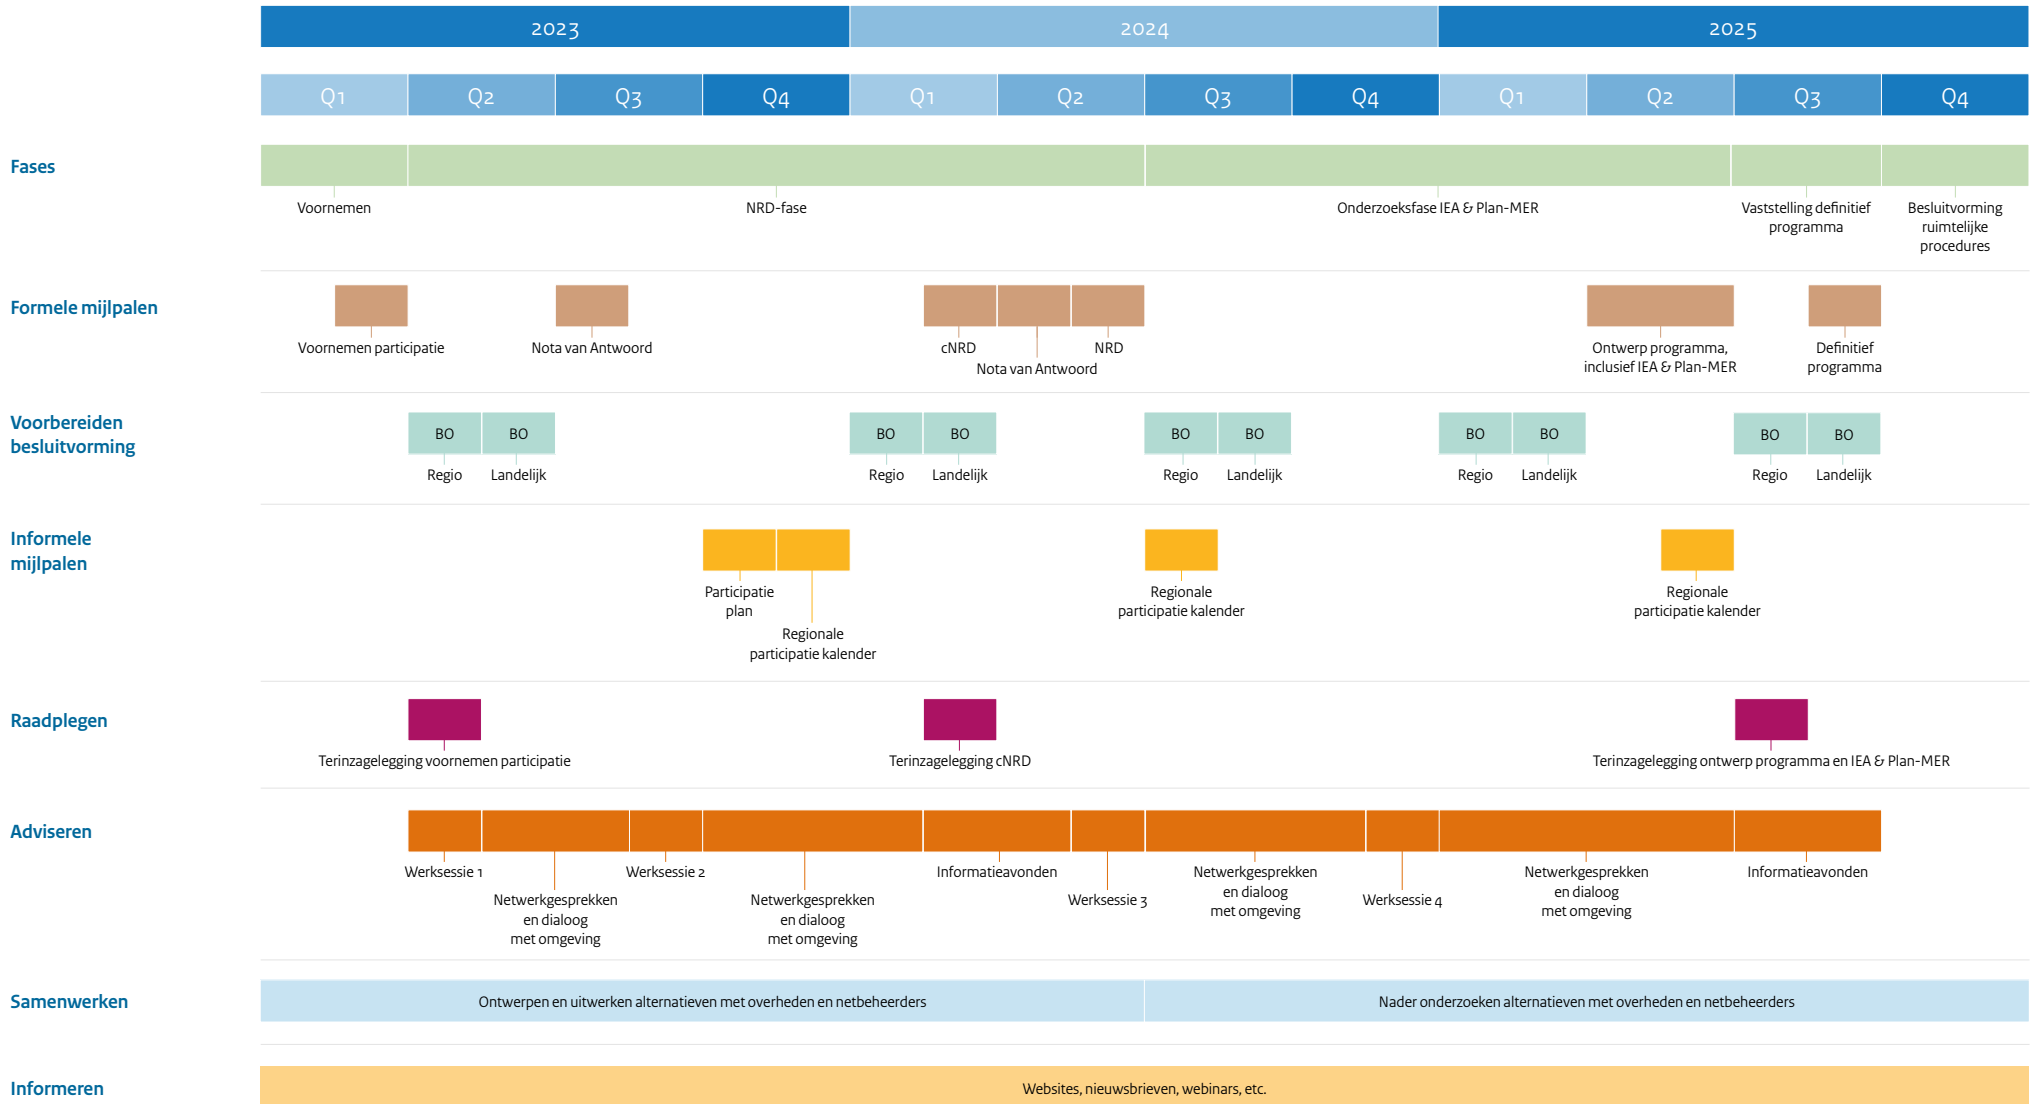 2023 2024 2025
Q1 Q2 Q3 Q4 Q1 Q2 Q3 Q4 Q1 Q2 Q3 Q4
Fases
Voornemen
NRD-fase
Onderzoeksfase IEA & Plan-MER
Vaststelling definitief
programma
Besluitvorming
ruimtelijke
procedures
Formele mijlpalen
Voornemen participatie
Nota van Antwoord
cNRD
Nota van Antwoord
NRD
Ontwerp programma,
inclusief IEA & Plan-MER
Definitief
programma
Voorbereiden
besluitvorming
BO BO BO BO BO BO BO BO BO BO
Regio Landelijk Regio Landelijk Regio Landelijk Regio Landelijk Regio Landelijk
Informele
mijlpalen
Participatie
plan
Regionale
participatie kalender
Regionale
participatie kalender
Regionale
participatie kalender
Raadplegen
Terinzagelegging voornemen participatie
Terinzagelegging cNRD
Terinzagelegging ontwerp programma en IEA & Plan-MER
Adviseren
Werksessie 1
Netwerkgesprekken
en dialoog
met omgeving
Werksessie 2
Netwerkgesprekken
en dialoog
met omgeving
Informatieavonden
Werksessie 3
Netwerkgesprekken
en dialoog
met omgeving
Werksessie 4
Netwerkgesprekken
en dialoog
met omgeving
Informatieavonden
Samenwerken
Ontwerpen en uitwerken alternatieven met overheden en netbeheerders
Nader onderzoeken alternatieven met overheden en netbeheerders
Informeren
Websites, nieuwsbrieven, webinars, etc.